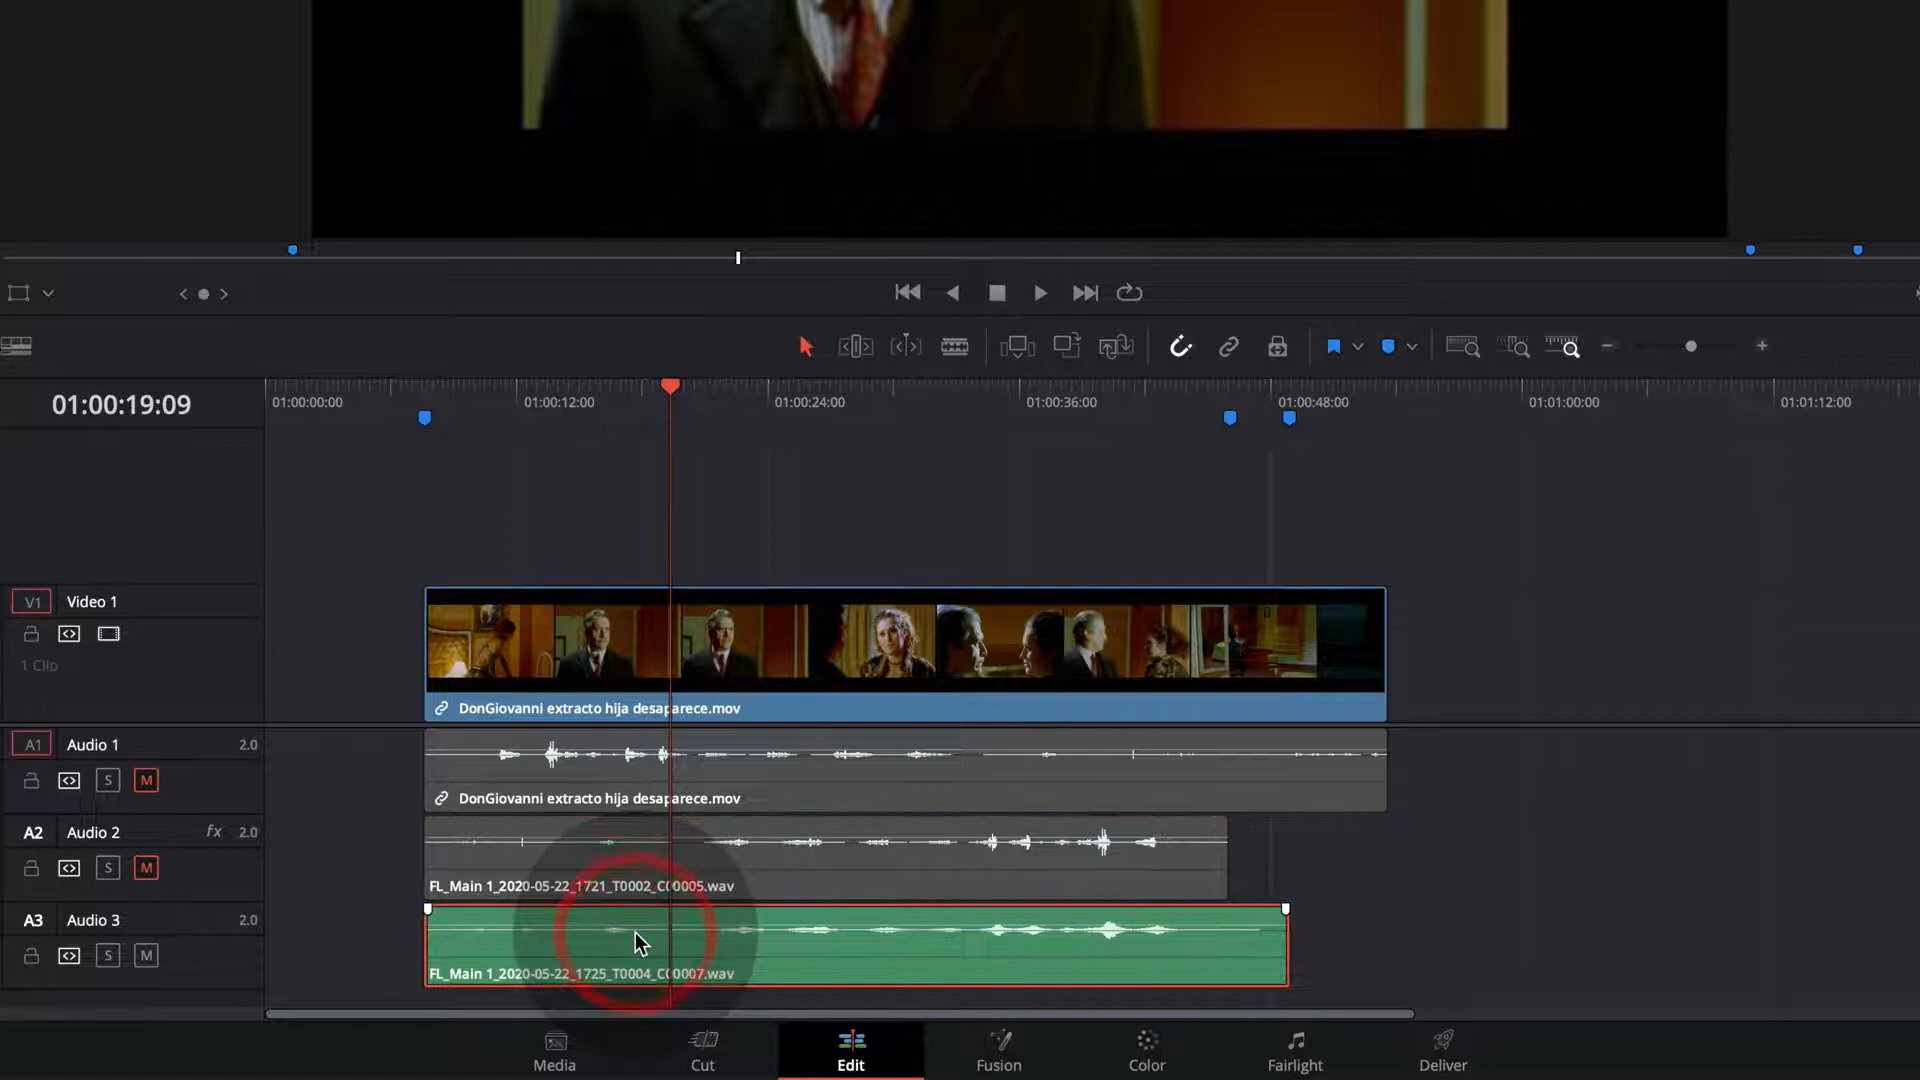 01:00:19:09
01:00:00:00 01:00:12:00 01:00:24:00 01:00:36:00 01:00:48:00 01:01:00:00 01:01:12:00
V1 Video 1
1 Clip
DonGiovanni extracto hija desaparece.mov
A1 Audio 1 2.0
S M
DonGiovanni extracto hija desaparece.mov
A2 Audio 2 fx 2.0
S M
FL_Main 1_2020-05-22_1721_T0002_C00005.wav
A3 Audio 3 2.0
S M
FL_Main 1_2020-05-22_1725_T0004_C00007.wav
Media Cut Edit Fusion Color Fairlight Deliver